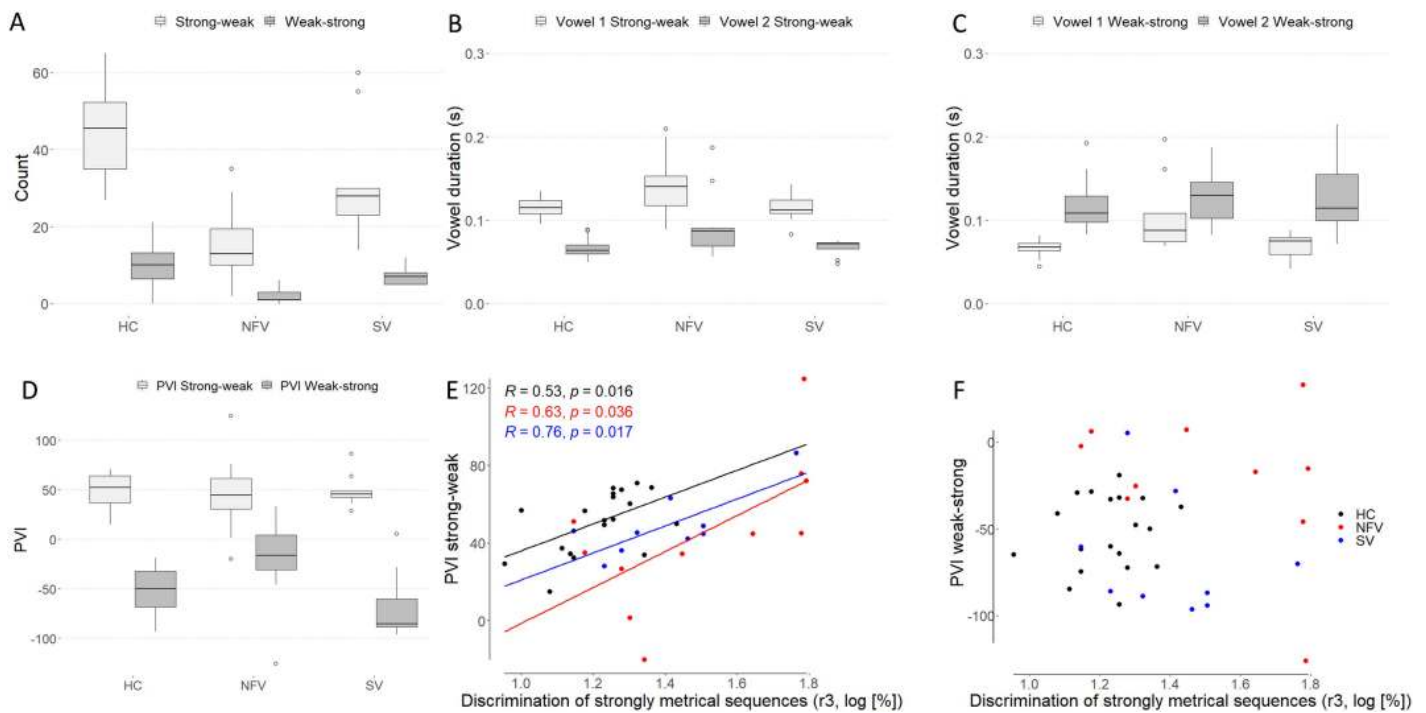 A
Strong-weak Weak-strong
Count
60
40
20
0
HC NFV SV
B
Vowel 1 Strong-weak Vowel 2 Strong-weak
Vowel duration (s)
0.3
0.2
0.1
0.0
HC NFV SV
C
Vowel 1 Weak-strong Vowel 2 Weak-strong
Vowel duration (s)
0.3
0.2
0.1
0.0
HC NFV SV
D
PVI Strong-weak PVI Weak-strong
PVI
100
50
0
-50
-100
HC NFV SV
E
R = 0.53, p = 0.016
R = 0.63, p = 0.036
R = 0.76, p = 0.017
PVI strong-weak
120
80
40
0
1.0 1.2 1.4 1.6 1.8
Discrimination of strongly metrical sequences (r3, log [%])
F
PVI weak-strong
0
-50
-100
HC
NFV
SV
1.0 1.2 1.4 1.6 1.8
Discrimination of strongly metrical sequences (r3, log [%])